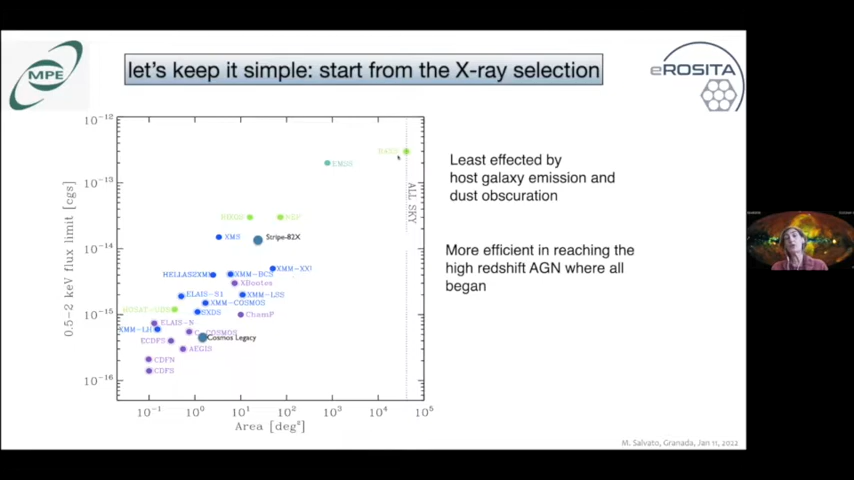 let's keep it simple: start from the X-ray selection
MPE
eROSITA
0.5-2 keV flux limit [cgs]
10-12
10-13
10-14
10-15
10-16
10-1
100
101
102
103
104
105
Area [deg2]
ALL SKY
RASS
EMSS
NEP
XMS
Stripe-82X
HELLAS2XMM
XMM-BCS
XMM-XXL
XBootes
ELAIS-S1
XMM-LSS
XMM-COSMOS
ROSAT-UDS
SXDS
ChamP
ELAIS-N
XMM-LH
C-COSMOS
Cosmos Legacy
ECDFS
AEGIS
CDFN
CDFS
Least effected by
host galaxy emission and
dust obscuration
More efficient in reaching the
high redshift AGN where all
began
M. Salvato, Granada, Jan 11, 2022